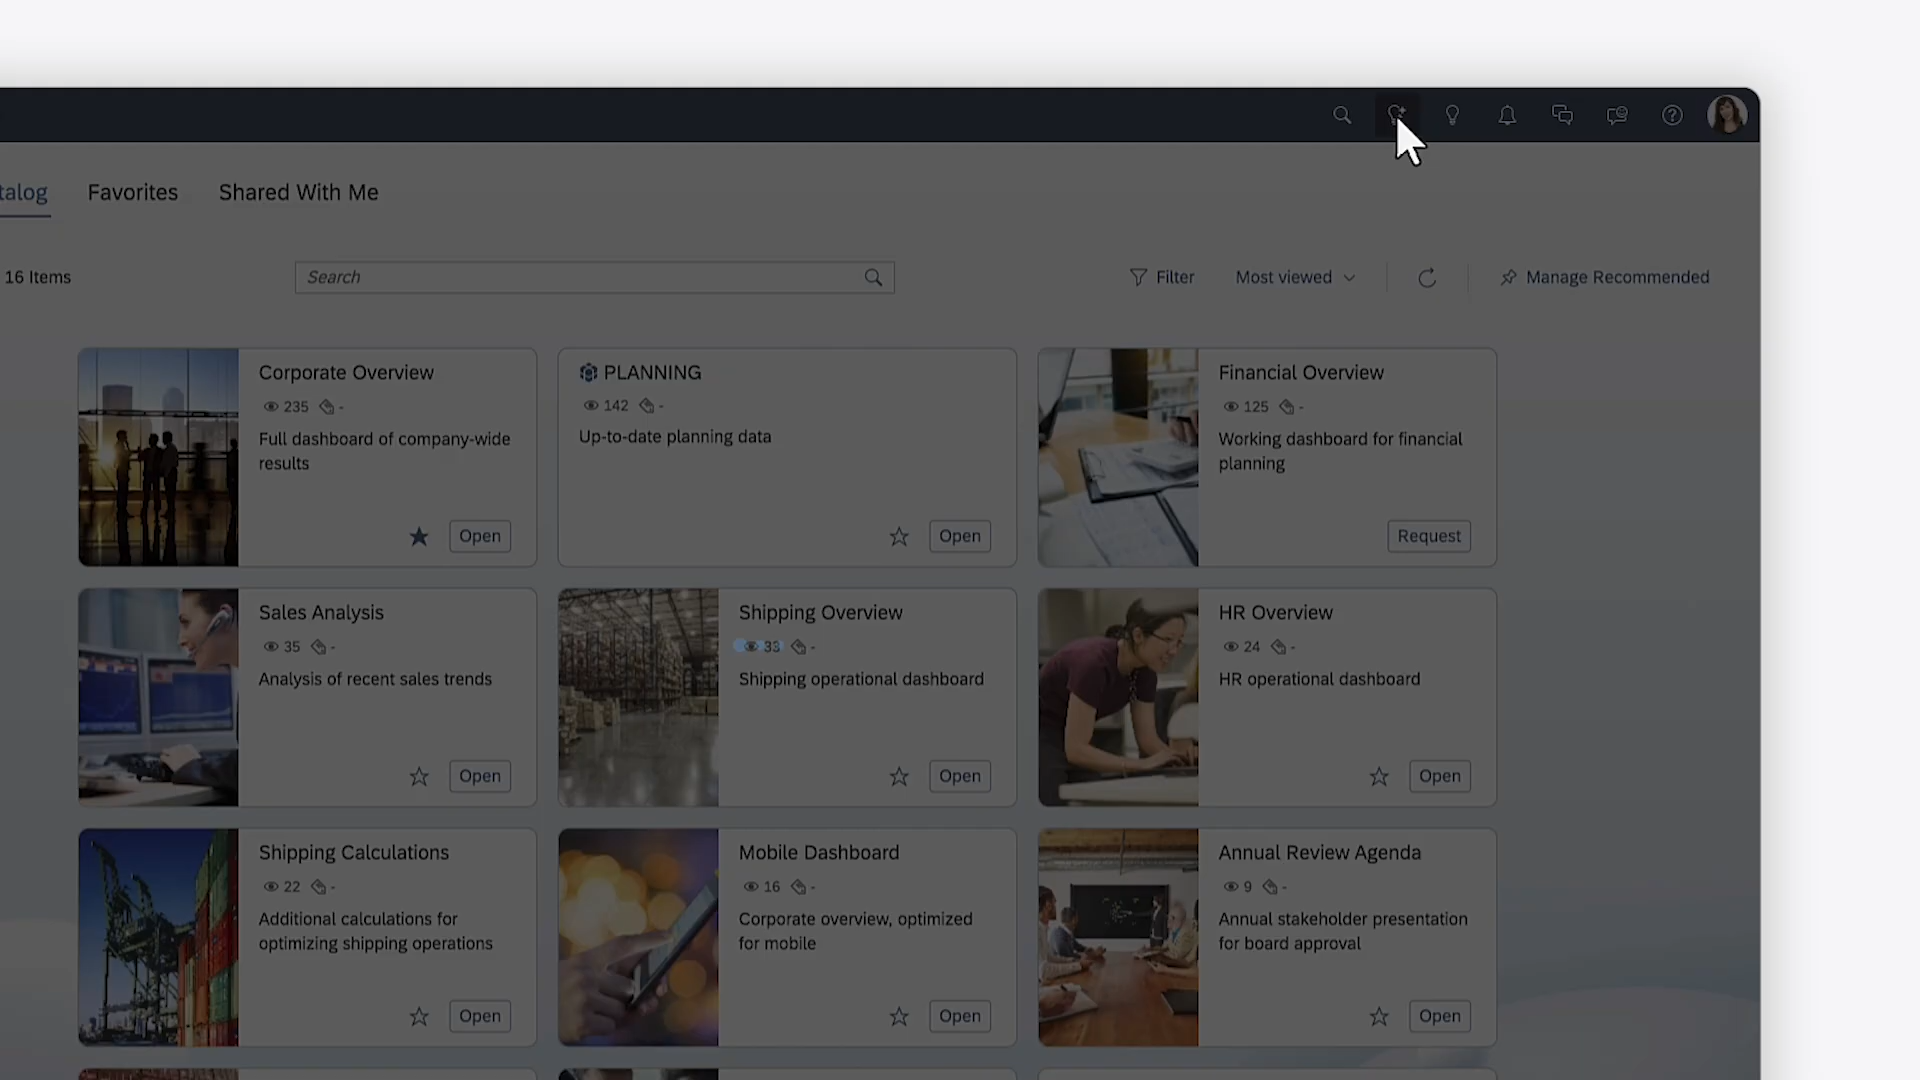 talog Favorites Shared With Me
16 Items Search Filter Most viewed Manage Recommended
Corporate Overview
235 -
Full dashboard of company-wide
results
Open
PLANNING
142 -
Up-to-date planning data
Open
Financial Overview
125 -
Working dashboard for financial
planning
Request
Sales Analysis
35 -
Analysis of recent sales trends
Open
Shipping Overview
33 -
Shipping operational dashboard
Open
HR Overview
24 -
HR operational dashboard
Open
Shipping Calculations
22 -
Additional calculations for
optimizing shipping operations
Open
Mobile Dashboard
16 -
Corporate overview, optimized
for mobile
Open
Annual Review Agenda
9 -
Annual stakeholder presentation
for board approval
Open